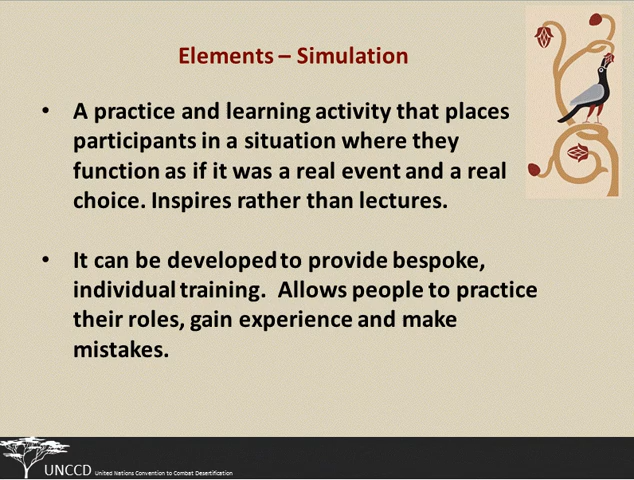 Elements – Simulation
• A practice and learning activity that places
participants in a situation where they
function as if it was a real event and a real
choice. Inspires rather than lectures.
• It can be developed to provide bespoke,
individual training.  Allows people to practice
their roles, gain experience and make
mistakes.
UNCCD United Nations Convention to Combat Desertification